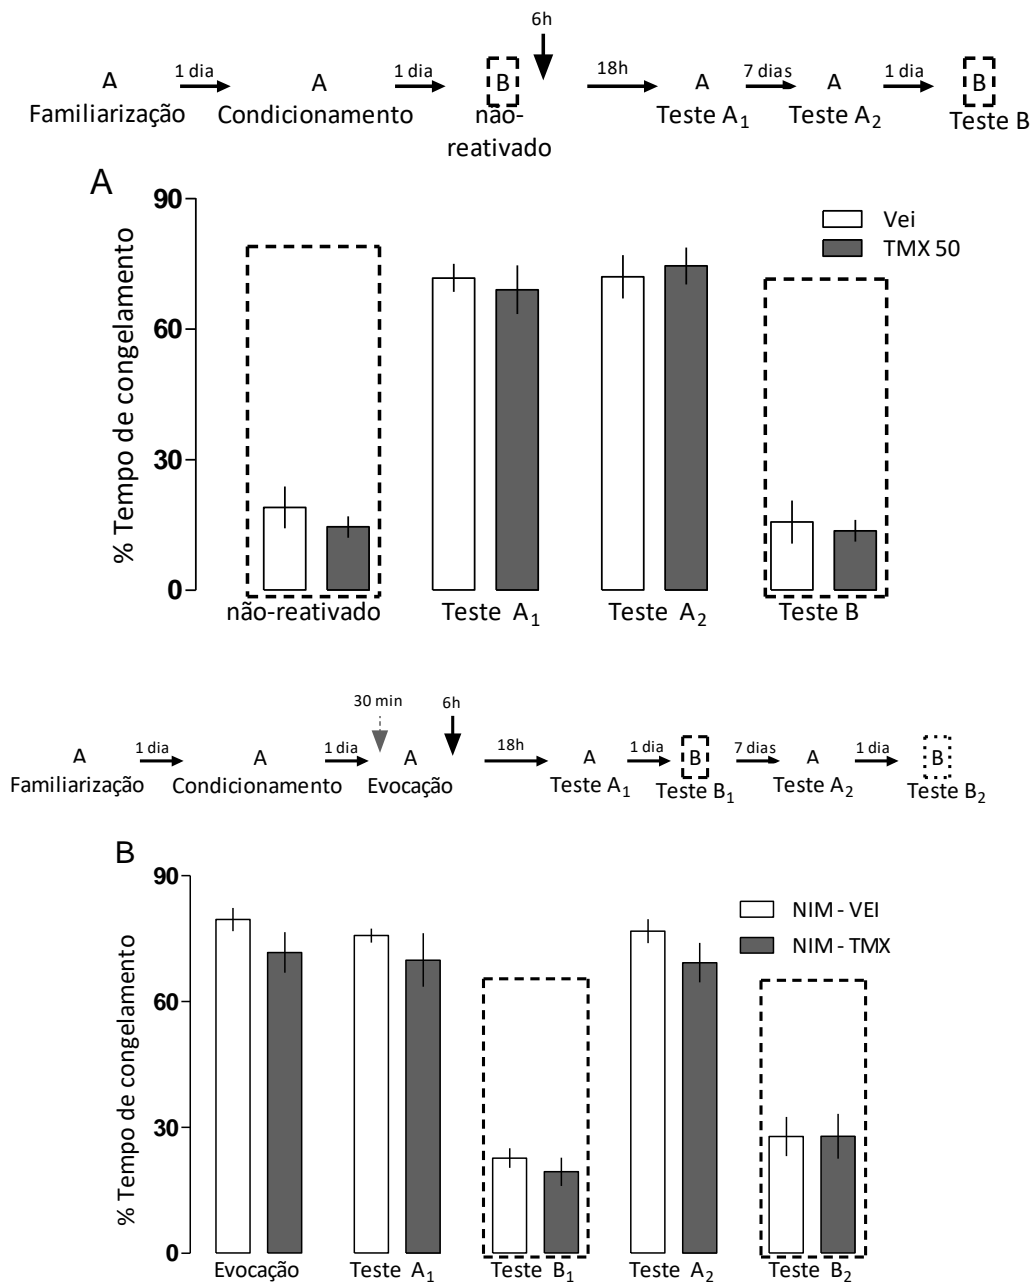 6h
1 dia 1 dia 18h 7 dias 1 dia
A A B A A B
Familiarização Condicionamento não-reativado Teste A₁ Teste A₂ Teste B
A
% Tempo de congelamento
90
60
30
0
Vei
TMX 50
não-reativado Teste A₁ Teste A₂ Teste B
30 min 6h
1 dia 1 dia 18h 1 dia 7 dias 1 dia
A A A A B A B
Familiarização Condicionamento Evocação Teste A₁ Teste B₁ Teste A₂ Teste B₂
B
% Tempo de congelamento
90
60
30
0
NIM - VEI
NIM - TMX
Evocação Teste A₁ Teste B₁ Teste A₂ Teste B₂